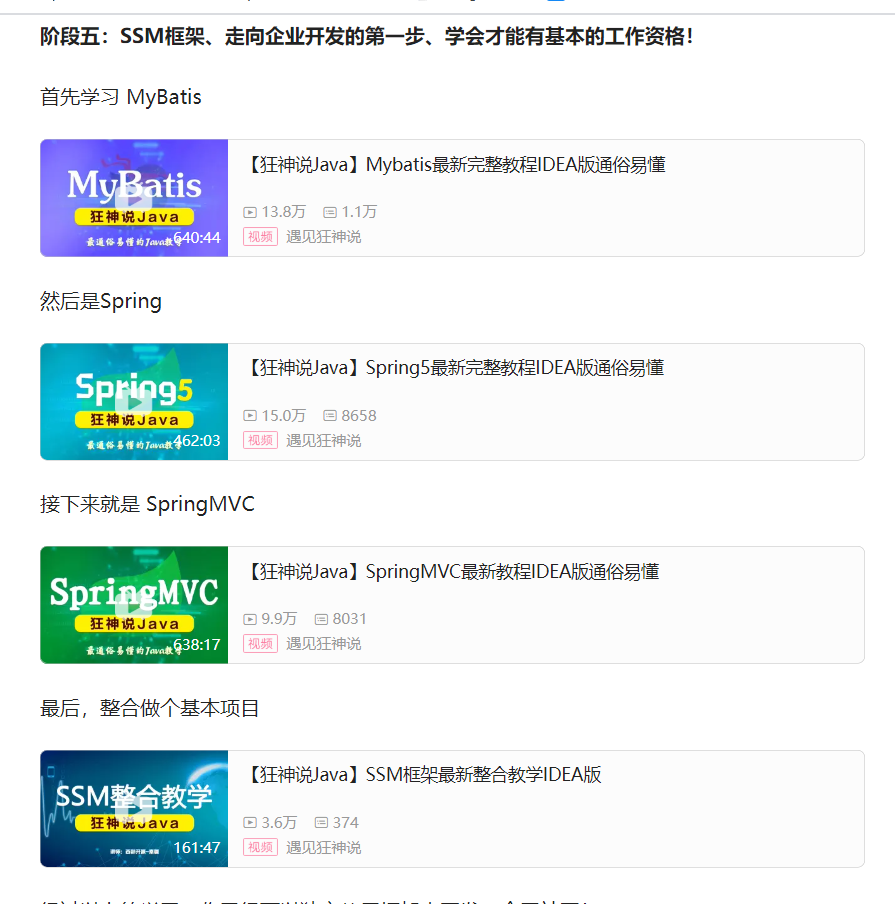 阶段五：SSM框架、走向企业开发的第一步、学会才能有基本的工作资格！
首先学习 MyBatis
MyBatis
狂神说Java
最通俗易懂的Java教学
640:44
【狂神说Java】Mybatis最新完整教程IDEA版通俗易懂
13.8万 1.1万
视频 遇见狂神说
然后是Spring
Spring5
狂神说Java
最通俗易懂的Java教学
462:03
【狂神说Java】Spring5最新完整教程IDEA版通俗易懂
15.0万 8658
视频 遇见狂神说
接下来就是 SpringMVC
SpringMVC
狂神说Java
最通俗易懂的Java教学
638:17
【狂神说Java】SpringMVC最新教程IDEA版通俗易懂
9.9万 8031
视频 遇见狂神说
最后，整合做个基本项目
SSM整合教学
狂神说Java
161:47
【狂神说Java】SSM框架最新整合教学IDEA版
3.6万 374
视频 遇见狂神说